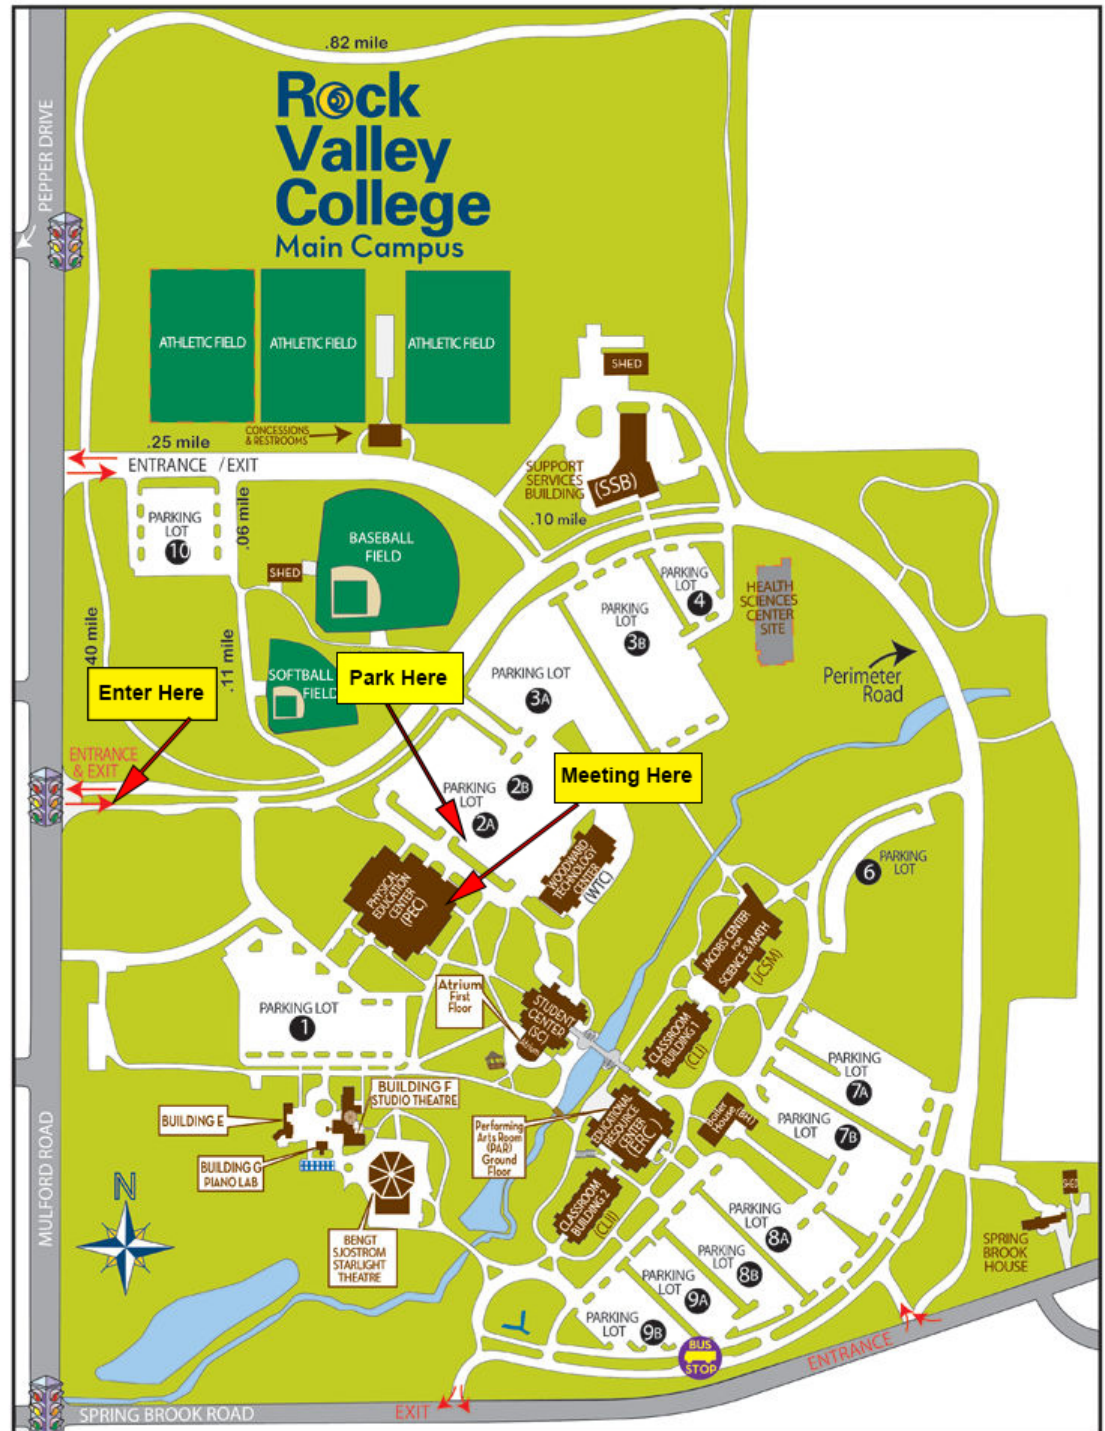 .82 mile
Rock
Valley
College
Main Campus
PEPPER DRIVE
ATHLETIC FIELD
ATHLETIC FIELD
ATHLETIC FIELD
SHED
CONCESSIONS
& RESTROOMS
.25 mile
ENTRANCE / EXIT
SUPPORT
SERVICES
BUILDING
(SSB)
.10 mile
PARKING
LOT
10
.06 mile
BASEBALL
FIELD
SHED
PARKING
LOT
4
HEALTH
SCIENCES
CENTER
SITE
PARKING
LOT
3B
40 mile
.11 mile
SOFTBALL
FIELD
Enter Here
Park Here
PARKING LOT
3A
Perimeter
Road
ENTRANCE
& EXIT
Meeting Here
PARKING
LOT
2B
2A
PHYSICAL
EDUCATION
CENTER
(PEC)
WOODWARD
TECHNOLOGY
CENTER
(WTC)
6
PARKING
LOT
JACOBS CENTER
FOR
SCIENCE & MATH
(JCSM)
Atrium
First
Floor
STUDENT
CENTER
(SC)
Atrium
PARKING LOT
1
CLASSROOM
BUILDING 1
(CLI)
PARKING
LOT
7A
BUILDING F
STUDIO THEATRE
BUILDING E
Performing
Arts Room
(PAR)
Ground
Floor
EDUCATIONAL
RESOURCE
CENTER
(ERC)
Boiler
House
(BH)
PARKING
LOT
7B
BUILDING G
PIANO LAB
CLASSROOM
BUILDING 2
(CLII)
SHED
MULFORD ROAD
N
PARKING
LOT
8A
BENGT
SJOSTROM
STARLIGHT
THEATRE
PARKING
LOT
8B
SPRING
BROOK
HOUSE
PARKING
LOT
9A
PARKING
LOT
9B
BUS
STOP
ENTRANCE
EXIT
SPRING BROOK ROAD